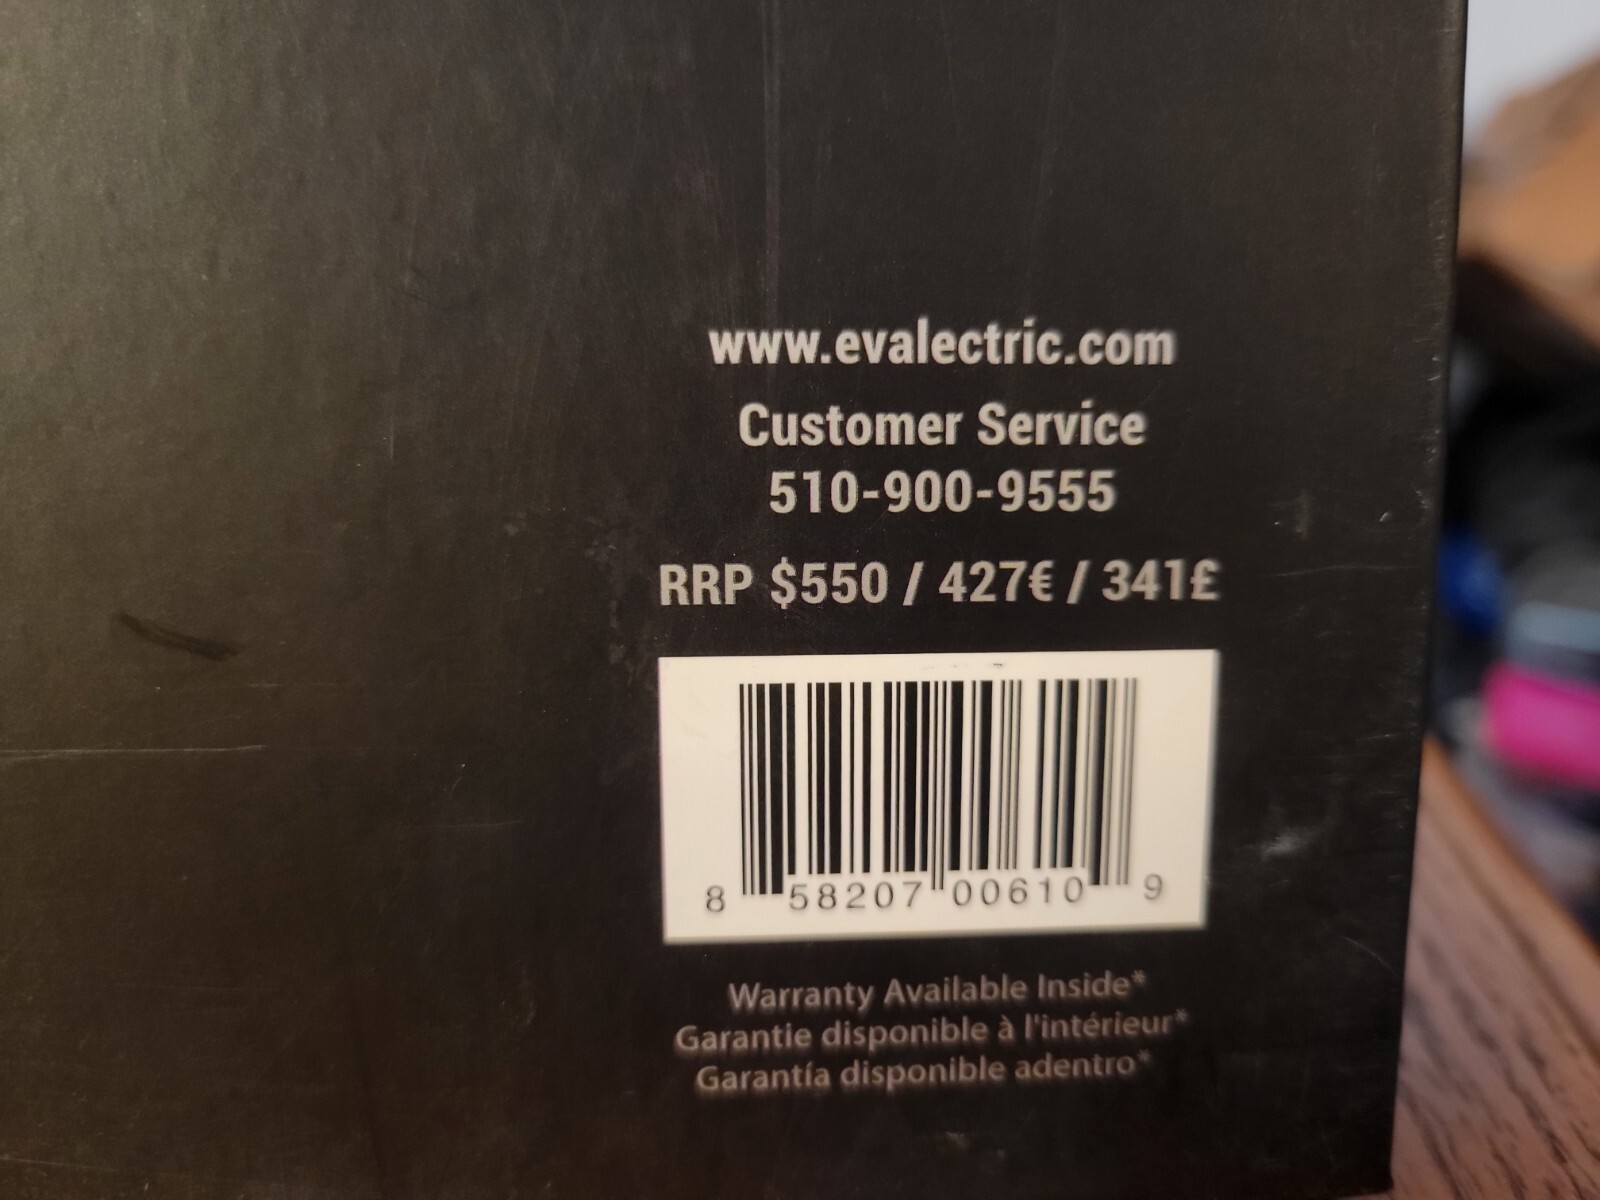 www.evalectric.com
Customer Service
510-900-9555
RRP $550 / 427€ / 341£
8 58207 00610 9
Warranty Available Inside*
Garantie disponible à l'intérieur*
Garantía disponible adentro*